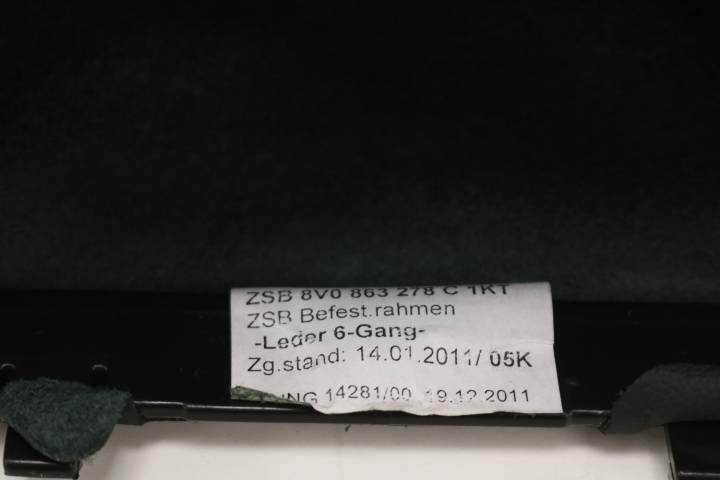 ZSB 8V0 863 278 C 1KT
ZSB Befest.rahmen
-Leder 6-Gang-
Zg.stand: 14.01.2011/ 05K
14281/00 19.12.2011